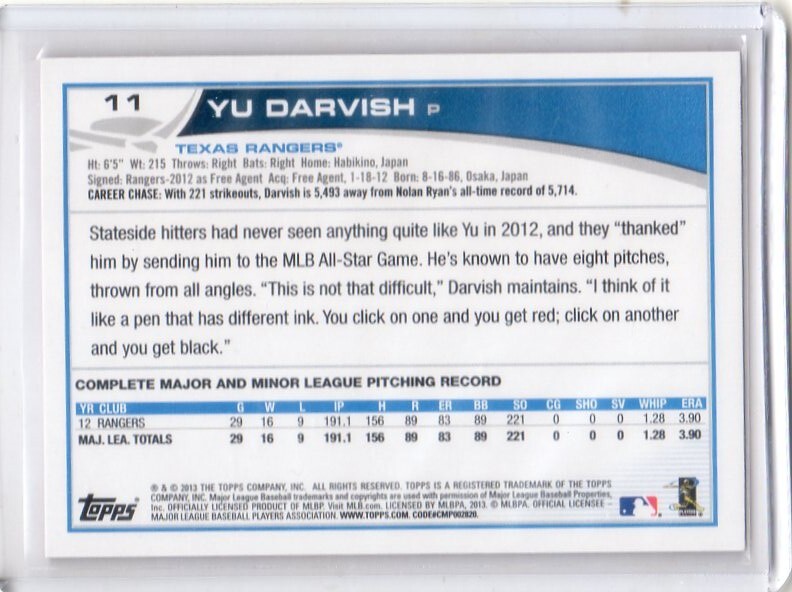 11 YU DARVISH P
TEXAS RANGERS®
Ht: 6'5" Wt: 215 Throws: Right Bats: Right Home: Habikino, Japan
Signed: Rangers-2012 as Free Agent Acq: Free Agent, 1-18-12 Born: 8-16-86, Osaka, Japan
CAREER CHASE: With 221 strikeouts, Darvish is 5,493 away from Nolan Ryan's all-time record of 5,714.
Stateside hitters had never seen anything quite like Yu in 2012, and they “thanked”
him by sending him to the MLB All-Star Game. He's known to have eight pitches,
thrown from all angles. “This is not that difficult,” Darvish maintains. “I think of it
like a pen that has different ink. You click on one and you get red; click on another
and you get black.”
COMPLETE MAJOR AND MINOR LEAGUE PITCHING RECORD
YR CLUB G W L IP H R ER BB SO CG SHO SV WHIP ERA
12 RANGERS 29 16 9 191.1 156 89 83 89 221 0 0 0 1.28 3.90
MAJ. LEA. TOTALS 29 16 9 191.1 156 89 83 89 221 0 0 0 1.28 3.90
® & © 2013 THE TOPPS COMPANY, INC. ALL RIGHTS RESERVED. TOPPS IS A REGISTERED TRADEMARK OF THE TOPPS
COMPANY, INC. Major League Baseball trademarks and copyrights are used with permission of Major League Baseball Properties,
Inc. OFFICIALLY LICENSED PRODUCT OF MLBP. Visit MLB.com. LICENSED BY MLBPA, 2013. © MLBPA. OFFICIAL LICENSEE –
MAJOR LEAGUE BASEBALL PLAYERS ASSOCIATION. WWW.TOPPS.COM. CODE#CMP002820.
Topps®